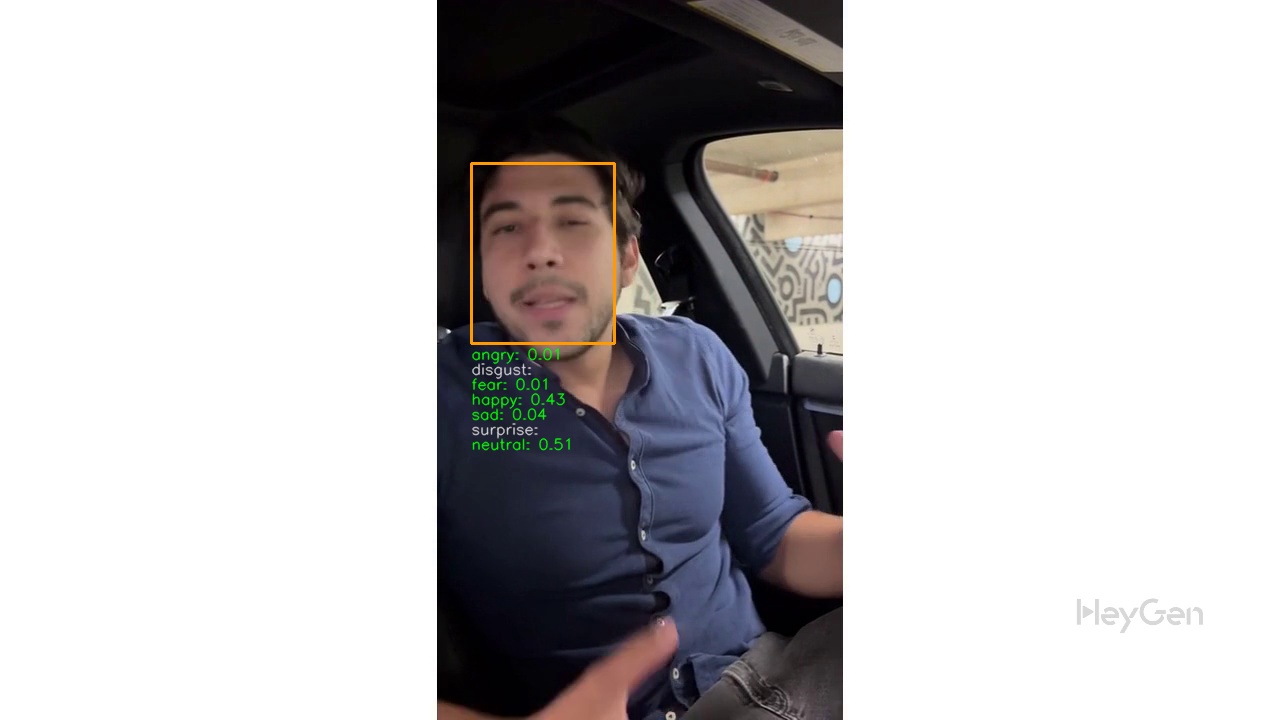 angry: 0.01
disgust:
fear: 0.01
happy: 0.43
sad: 0.04
surprise:
neutral: 0.51
HeyGen